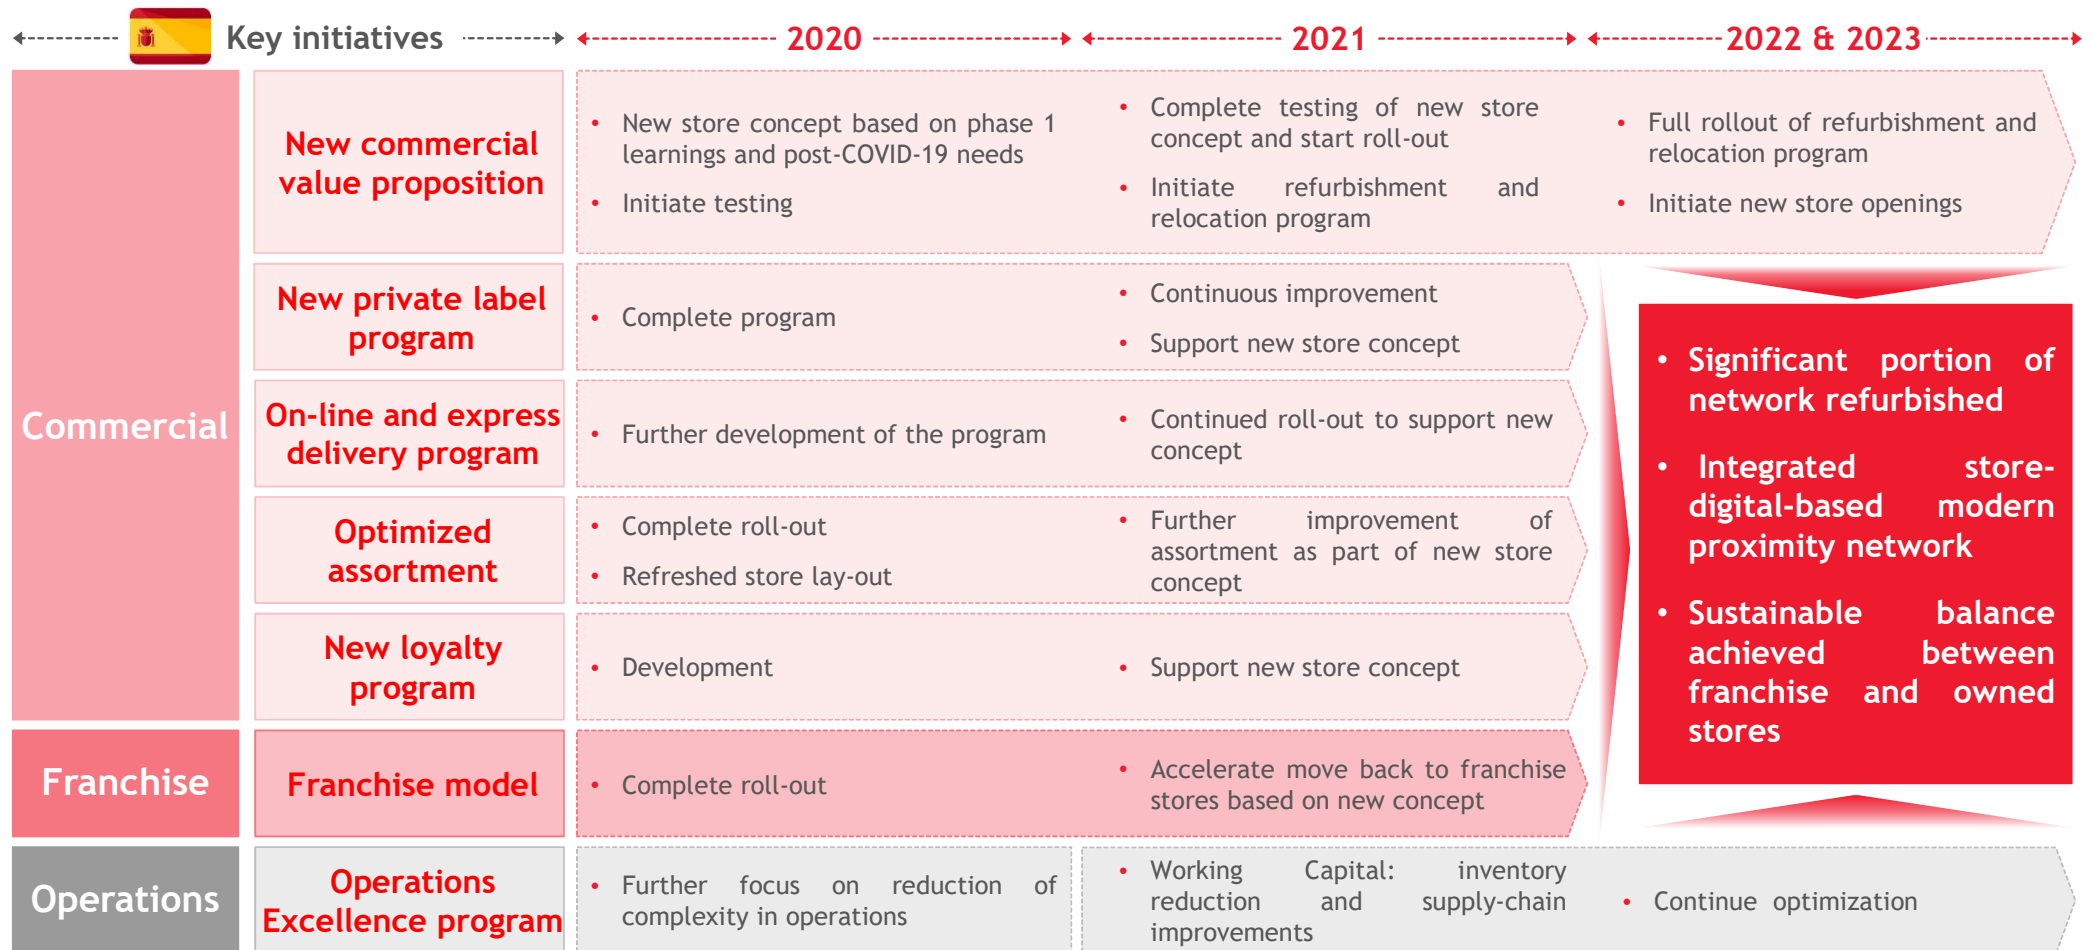 Key initiatives
2020
2021
2022 & 2023
Commercial
New commercial
value proposition
• New store concept based on phase 1
learnings and post-COVID-19 needs
• Initiate testing
• Complete testing of new store
concept and start roll-out
• Initiate refurbishment and
relocation program
• Full rollout of refurbishment and
relocation program
• Initiate new store openings
New private label
program
• Complete program
• Continuous improvement
• Support new store concept
On-line and express
delivery program
• Further development of the program
• Continued roll-out to support new
concept
Optimized
assortment
• Complete roll-out
• Refreshed store lay-out
• Further improvement of
assortment as part of new store
concept
New loyalty
program
• Development
• Support new store concept
• Significant portion of
network refurbished
• Integrated store-
digital-based modern
proximity network
• Sustainable balance
achieved between
franchise and owned
stores
Franchise
Franchise model
• Complete roll-out
• Accelerate move back to franchise
stores based on new concept
Operations
Operations
Excellence program
• Further focus on reduction of
complexity in operations
• Working Capital: inventory
reduction and supply-chain
improvements
• Continue optimization